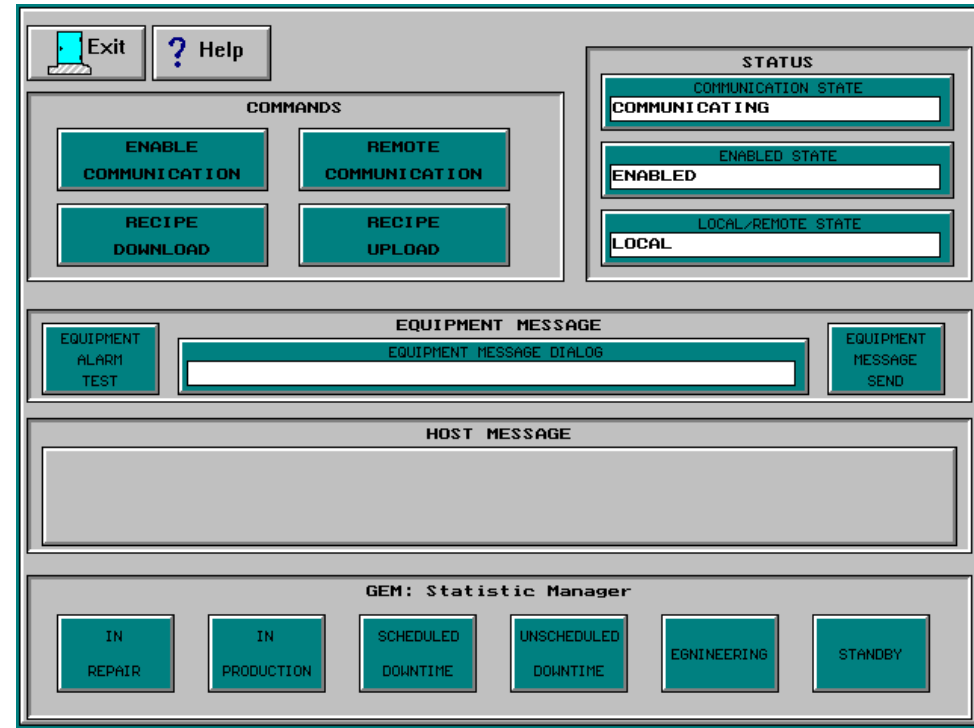 Exit
? Help
COMMANDS
ENABLE
COMMUNICATION
REMOTE
COMMUNICATION
RECIPE
DOWNLOAD
RECIPE
UPLOAD
STATUS
COMMUNICATION STATE
COMMUNICATING
ENABLED STATE
ENABLED
LOCAL/REMOTE STATE
LOCAL
EQUIPMENT MESSAGE
EQUIPMENT
ALARM
TEST
EQUIPMENT MESSAGE DIALOG
EQUIPMENT
MESSAGE
SEND
HOST MESSAGE
GEM: Statistic Manager
IN
REPAIR
IN
PRODUCTION
SCHEDULED
DOWNTIME
UNSCHEDULED
DOWNTIME
EGNINEERING
STANDBY